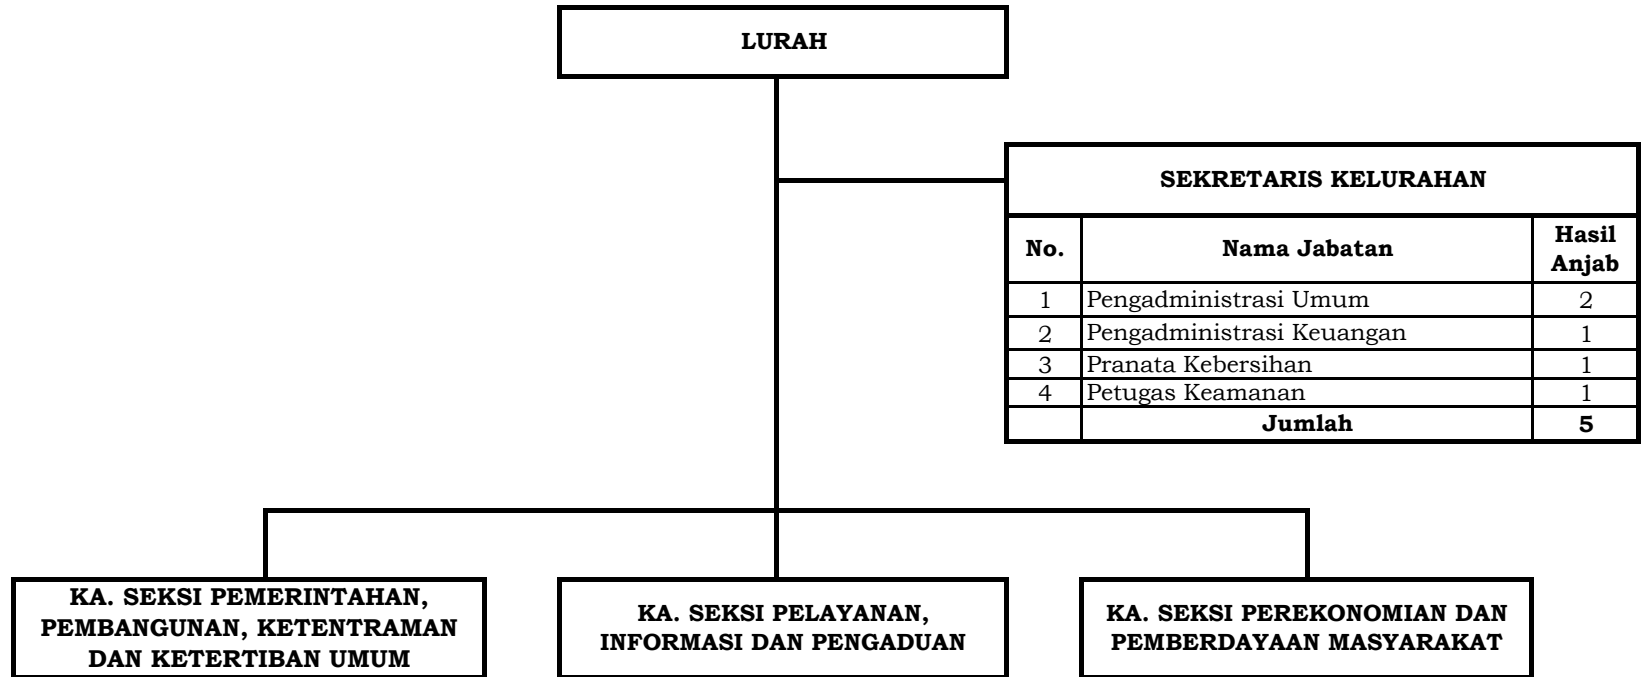 LURAH
SEKRETARIS KELURAHAN
No. Nama Jabatan Hasil Anjab
1 Pengadministrasi Umum 2
2 Pengadministrasi Keuangan 1
3 Pranata Kebersihan 1
4 Petugas Keamanan 1
Jumlah 5
KA. SEKSI PEMERINTAHAN,
PEMBANGUNAN, KETENTRAMAN
DAN KETERTIBAN UMUM
KA. SEKSI PELAYANAN,
INFORMASI DAN PENGADUAN
KA. SEKSI PEREKONOMIAN DAN
PEMBERDAYAAN MASYARAKAT